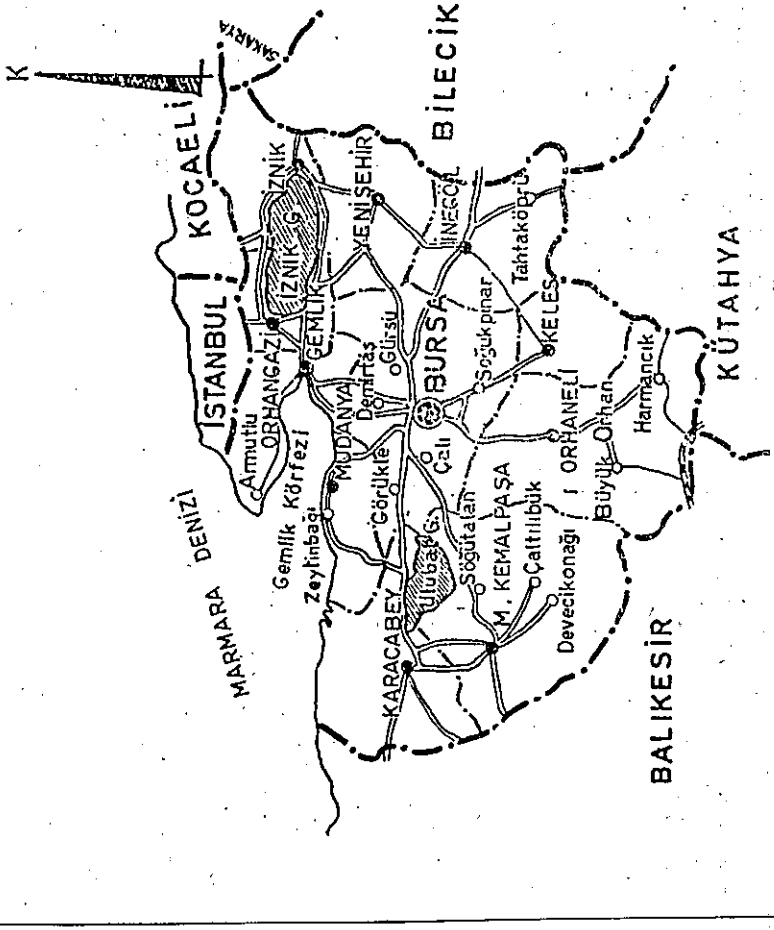 K
SAKARYA
KOCAELİ
İSTANBUL
BİLECİK
MARMARA DENİZİ
Armutlu
ORHANGAZİ
İZNİK G.
İZNİK
Gemlik Körfezi
GEMLİK
Zeytinbağı
MUDANYA
YENİŞEHİR
Demirtaş
Gürsu
Görükle
KARACABEY
Ulubat G.
BURSA
Çalı
İNEGÖL
Söğütalan
Soğukpınar
Tahtaköprü
M. KEMALPAŞA
Çaltılıbük
KELES
Devecikonağı
ORHANELİ
Büyük Orhan
Harmancık
BALIKESİR
KÜTAHYA